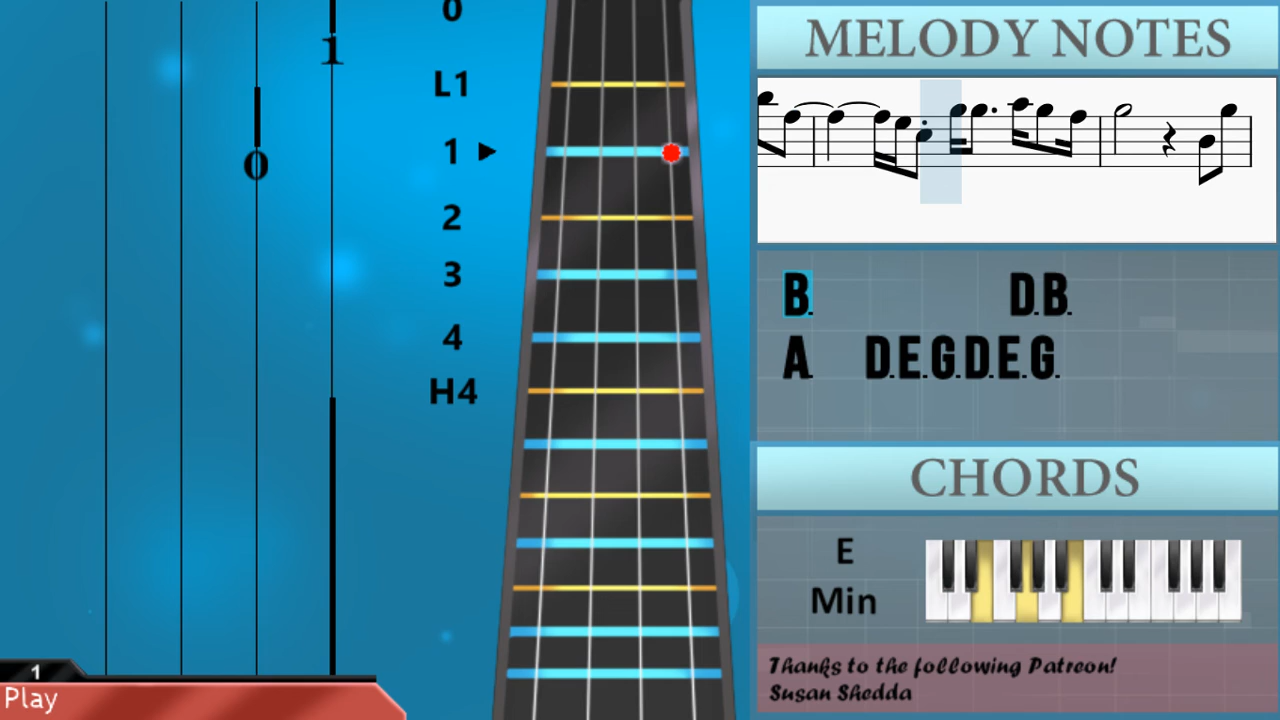 0
1
0
L1
1
2
3
4
H4
1
Play
MELODY NOTES
B. D.B.
A. D.E.G.D.E.G.
CHORDS
E
Min
Thanks to the following Patreon!
Susan Shedda